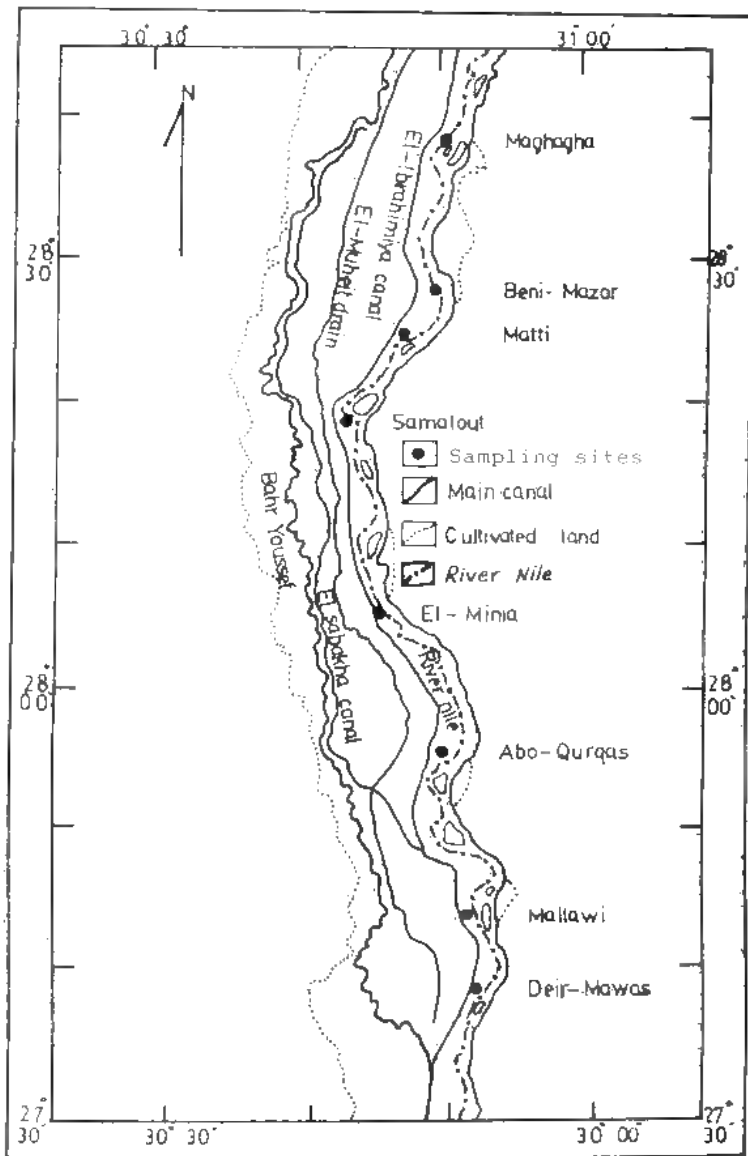 30° 30'
31° 00'
N
Maghagha
El-Ibrahimiya canal
El-Muheit drain
28° 30'
28° 30'
Beni-Mazar
Matti
Samalout
Sampling sites
Main canal
Cultivated land
River Nile
Bahr Youssef
El sabakha canal
El-Minia
River nile
28° 00'
28° 00'
Abo-Qurqas
Mallawi
Deir-Mawas
27° 30'
27° 30'
30° 30'
30° 00'